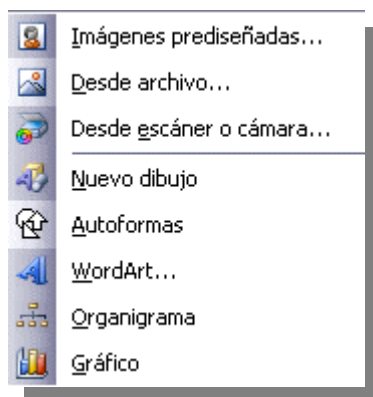 Imágenes prediseñadas...
Desde archivo...
Desde escáner o cámara...
Nuevo dibujo
Autoformas
WordArt...
Organigrama
Gráfico